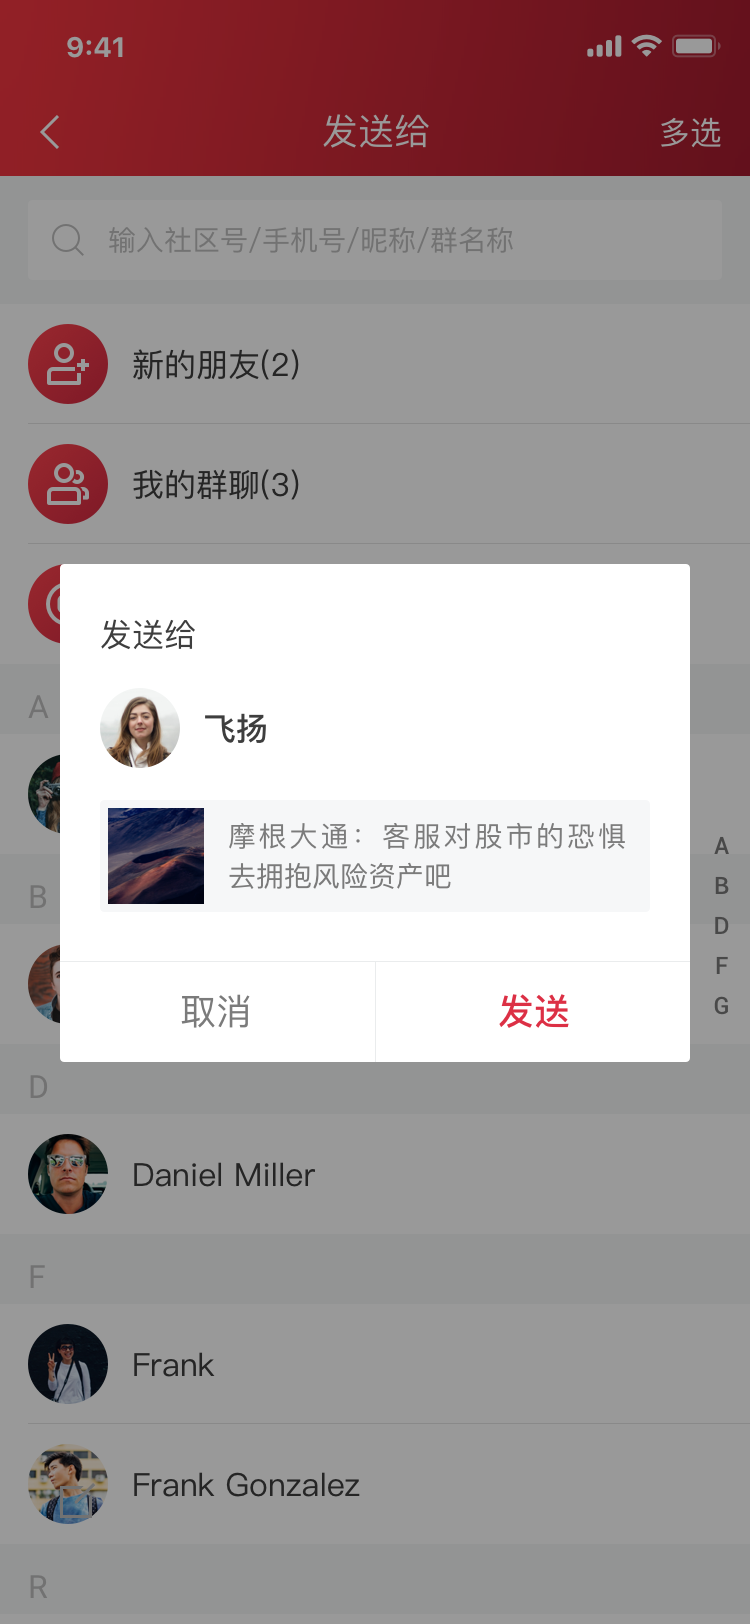 9:41
发送给
多选
输入社区号/手机号/昵称/群名称
新的朋友(2)
我的群聊(3)
发送给
A
飞扬
摩根大通：客服对股市的恐惧
去拥抱风险资产吧
A
B
B
D
F
G
取消
发送
D
Daniel Miller
F
Frank
Frank Gonzalez
R